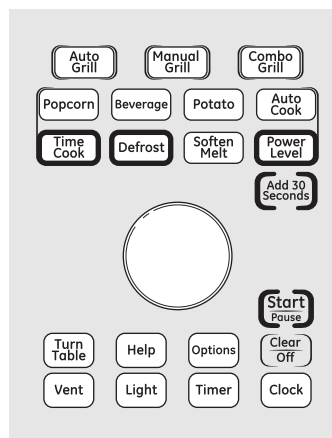 Auto Grill
Manual Grill
Combo Grill
Popcorn
Beverage
Potato
Auto Cook
Time Cook
Defrost
Soften Melt
Power Level
Add 30 Seconds
Start
Pause
Turn Table
Help
Options
Clear
Off
Vent
Light
Timer
Clock